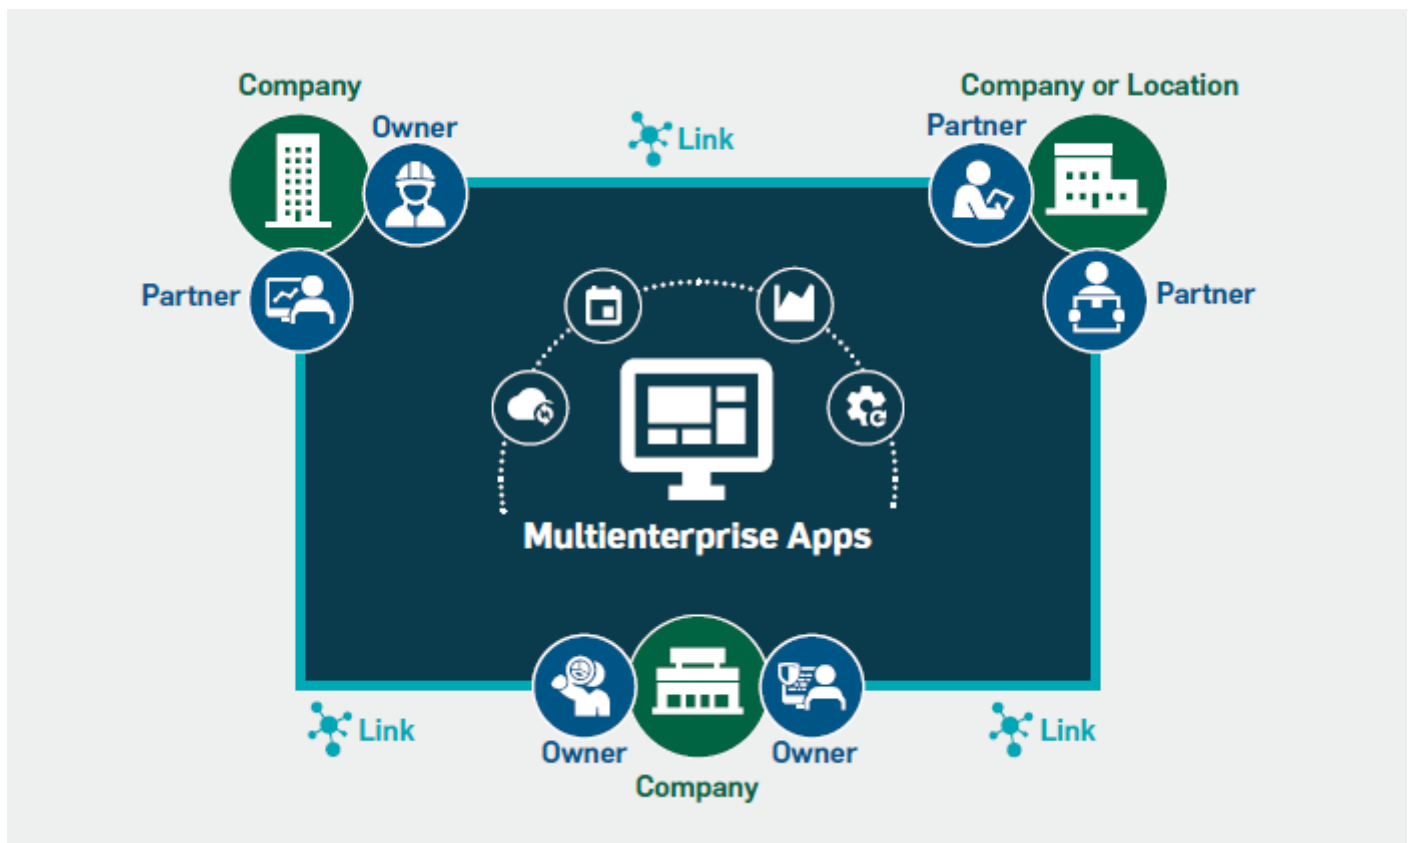 Company
Company or Location
Owner
Link
Partner
Partner
Partner
Multienterprise Apps
Link
Link
Owner
Owner
Company